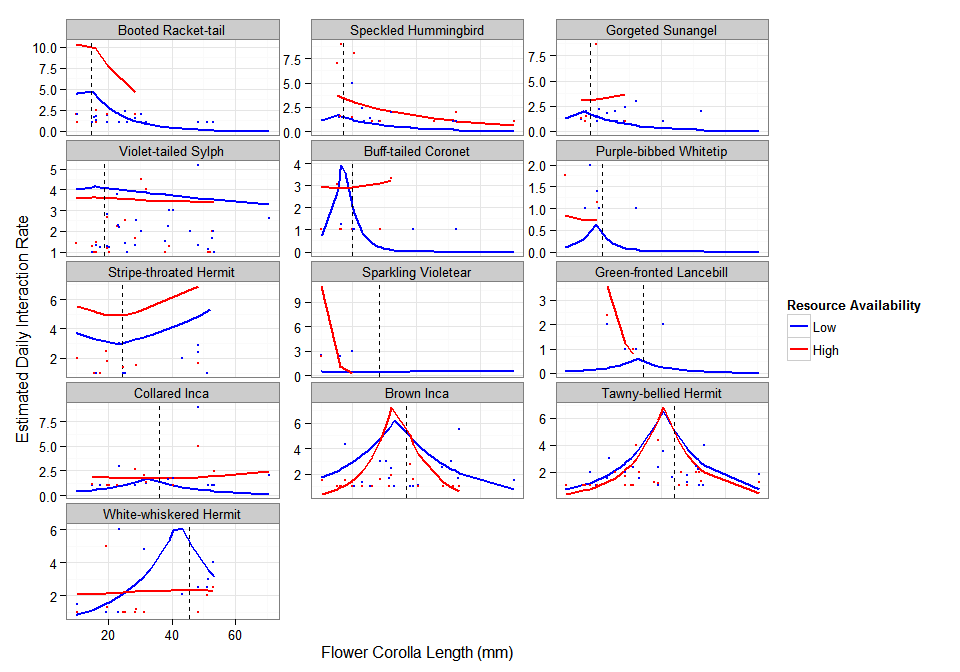 Booted Racket-tail
Speckled Hummingbird
Gorgeted Sunangel
10.0
7.5
5.0
2.5
0.0
7.5
5.0
2.5
0.0
7.5
5.0
2.5
0.0
Violet-tailed Sylph
Buff-tailed Coronet
Purple-bibbed Whitetip
5
4
3
2
1
4
3
2
1
0
2.0
1.5
1.0
0.5
0.0
Stripe-throated Hermit
Sparkling Violetear
Green-fronted Lancebill
6
4
2
9
6
3
0
3
2
1
0
Collared Inca
Brown Inca
Tawny-bellied Hermit
7.5
5.0
2.5
0.0
6
4
2
6
4
2
White-whiskered Hermit
6
4
2
20 40 60
Estimated Daily Interaction Rate
Flower Corolla Length (mm)
Resource Availability
Low
High